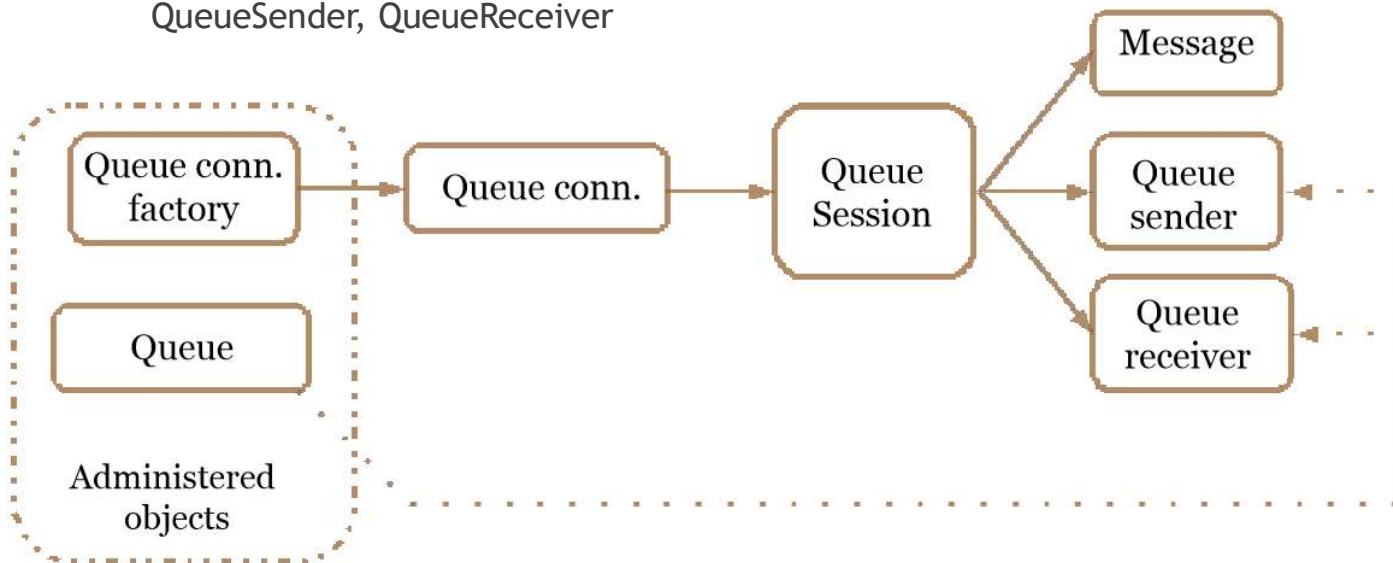 QueueSender, QueueReceiver
Message
Queue conn.
factory
Queue conn.
Queue
Session
Queue
sender
Queue
receiver
Queue
Administered
objects